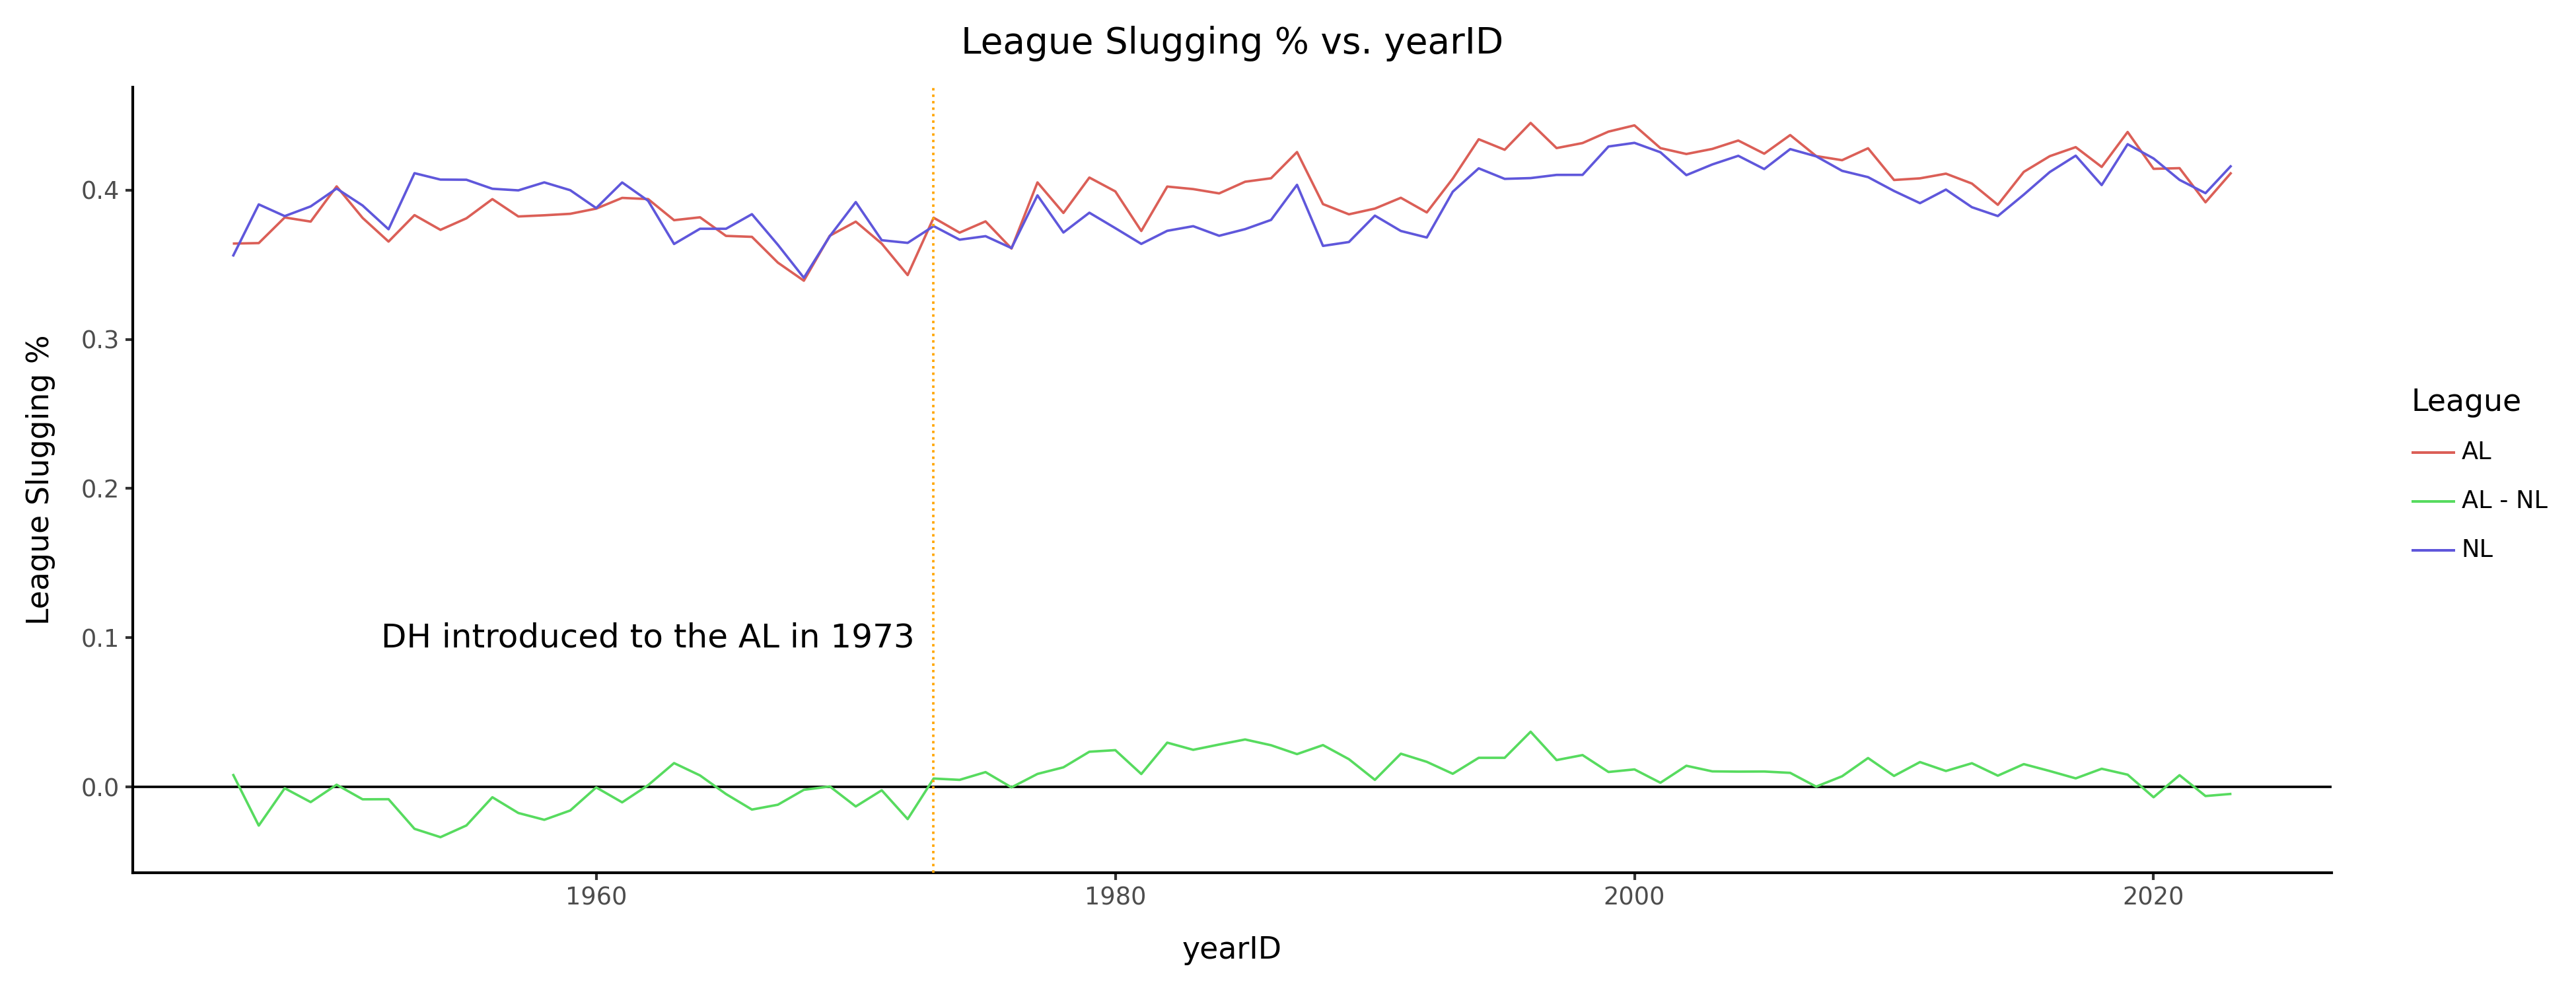 League Slugging % vs. yearID
League Slugging %
0.4
0.3
0.2
0.1
0.0
DH introduced to the AL in 1973
1960
1980
2000
2020
yearID
League
AL
AL - NL
NL